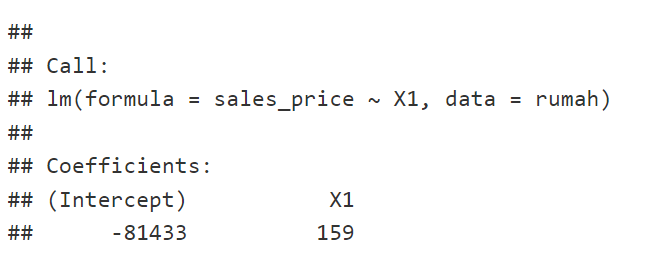 ##
## Call:
## lm(formula = sales_price ~ X1, data = rumah)
##
## Coefficients:
## (Intercept)           X1
##      -81433          159